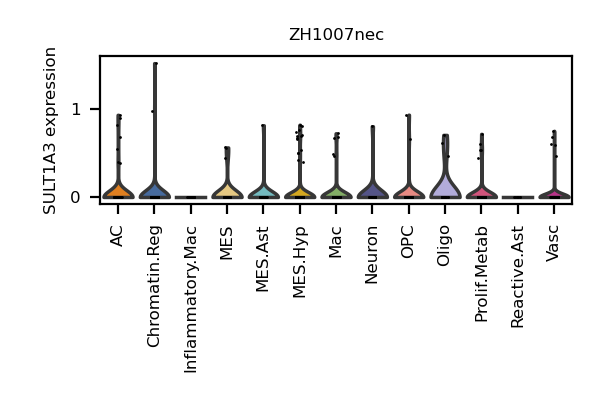 ZH1007nec
SULT1A3 expression
1
0
AC
Chromatin.Reg
Inflammatory.Mac
MES
MES.Ast
MES.Hyp
Mac
Neuron
OPC
Oligo
Prolif.Metab
Reactive.Ast
Vasc